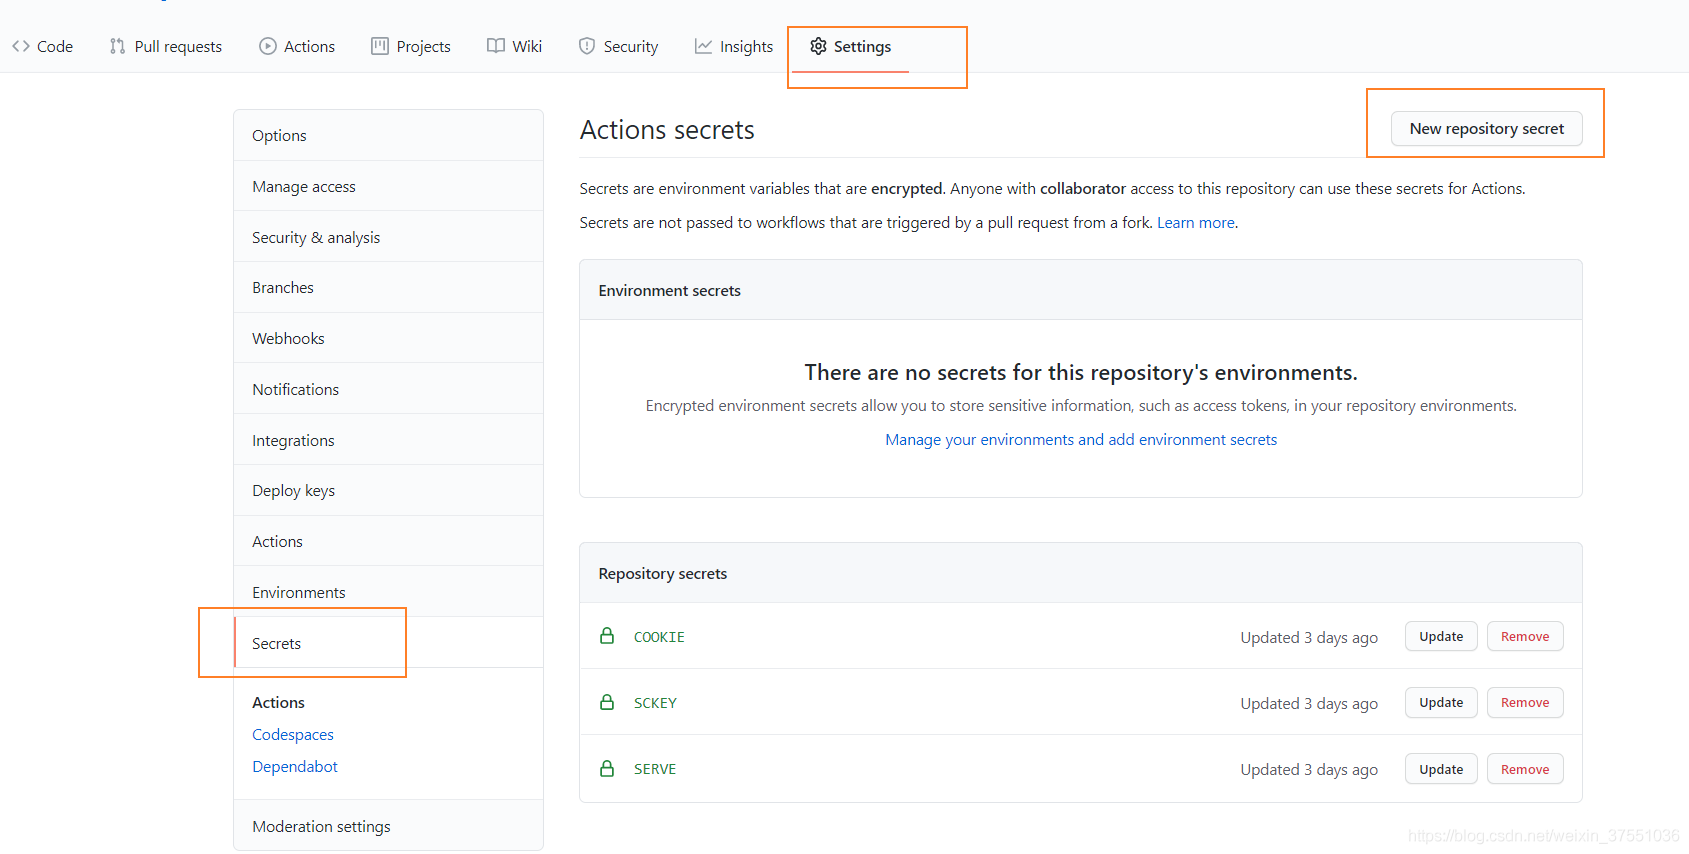 Code Pull requests Actions Projects Wiki Security Insights Settings
Options
Manage access
Security & analysis
Branches
Webhooks
Notifications
Integrations
Deploy keys
Actions
Environments
Secrets
Actions
Codespaces
Dependabot
Moderation settings
Actions secrets
New repository secret
Secrets are environment variables that are encrypted. Anyone with collaborator access to this repository can use these secrets for Actions.
Secrets are not passed to workflows that are triggered by a pull request from a fork. Learn more.
Environment secrets
There are no secrets for this repository's environments.
Encrypted environment secrets allow you to store sensitive information, such as access tokens, in your repository environments.
Manage your environments and add environment secrets
Repository secrets
COOKIE Updated 3 days ago Update Remove
SCKEY Updated 3 days ago Update Remove
SERVE Updated 3 days ago Update Remove
https://blog.csdn.net/weixin_37551036